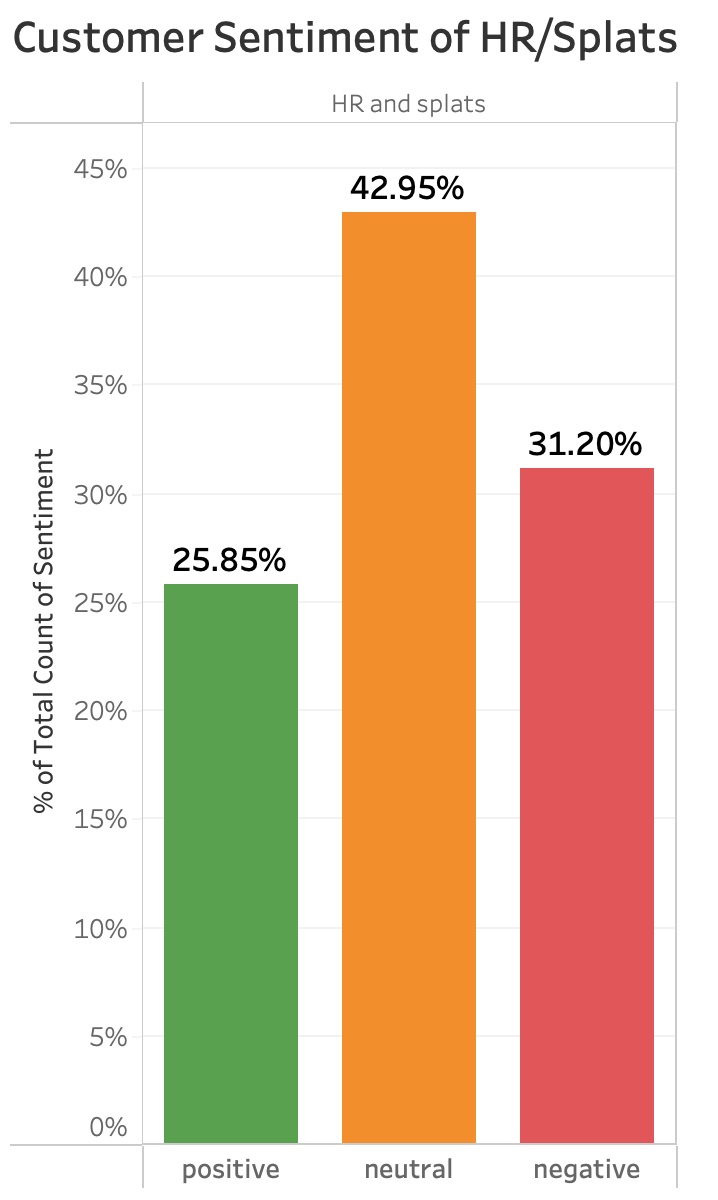 Customer Sentiment of HR/Splats
HR and splats
% of Total Count of Sentiment
45%
40%
35%
30%
25%
20%
15%
10%
5%
0%
25.85%
42.95%
31.20%
positive
neutral
negative